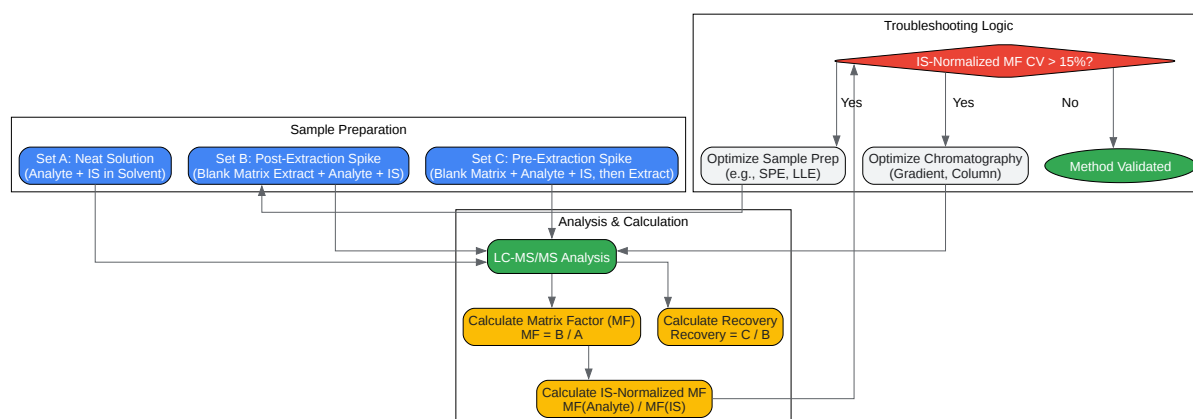 Troubleshooting Logic
IS-Normalized MF CV > 15%?
Yes
Yes
No
Sample Preparation
Set A: Neat Solution
(Analyte + IS in Solvent)
Set B: Post-Extraction Spike
(Blank Matrix Extract + Analyte + IS)
Set C: Pre-Extraction Spike
(Blank Matrix + Analyte + IS, then Extract)
Optimize Sample Prep
(e.g., SPE, LLE)
Optimize Chromatography
(Gradient, Column)
Method Validated
Analysis & Calculation
LC-MS/MS Analysis
Calculate Matrix Factor (MF)
MF = B / A
Calculate Recovery
Recovery = C / B
Calculate IS-Normalized MF
MF(Analyte) / MF(IS)